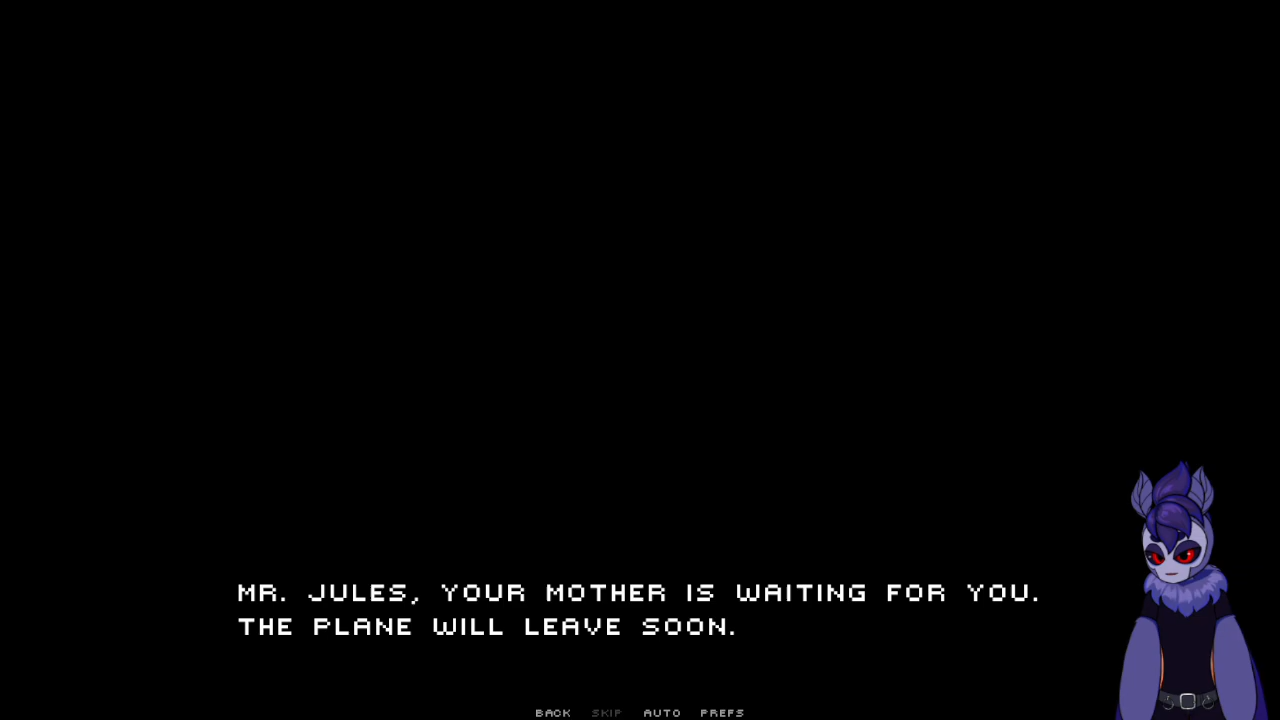 MR. JULES, YOUR MOTHER IS WAITING FOR YOU.
THE PLANE WILL LEAVE SOON.
BACK SKIP AUTO PREFS